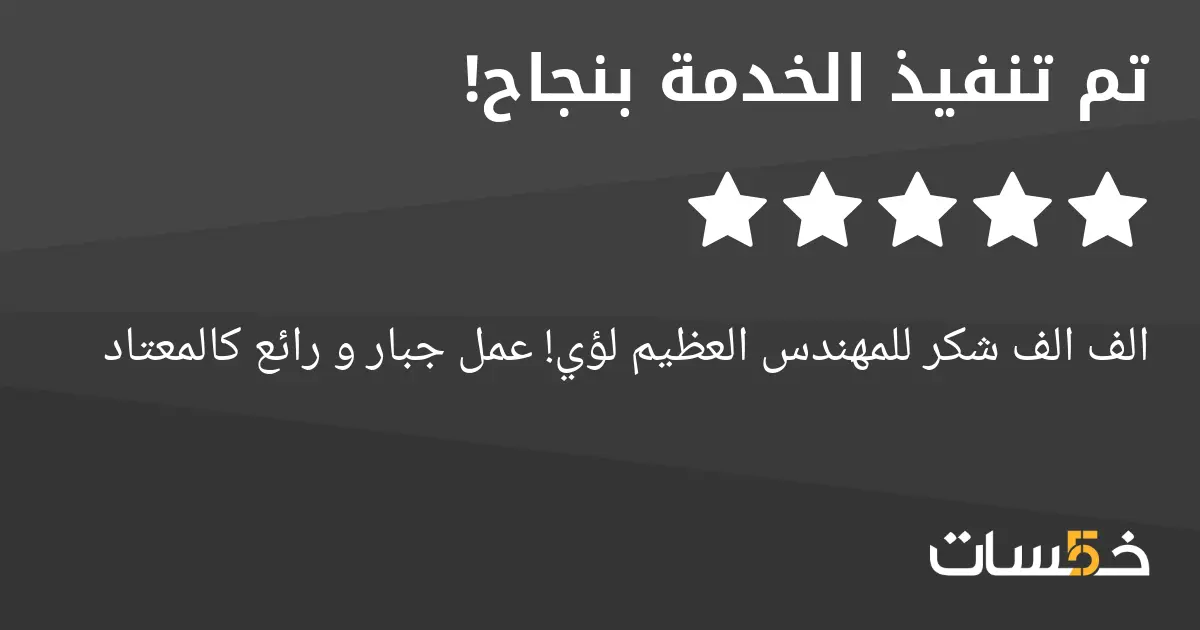 تم تنفيذ الخدمة بنجاح!
الف الف شكر للمهندس العظيم لؤي! عمل جبار و رائع كالمعتاد
خمسات